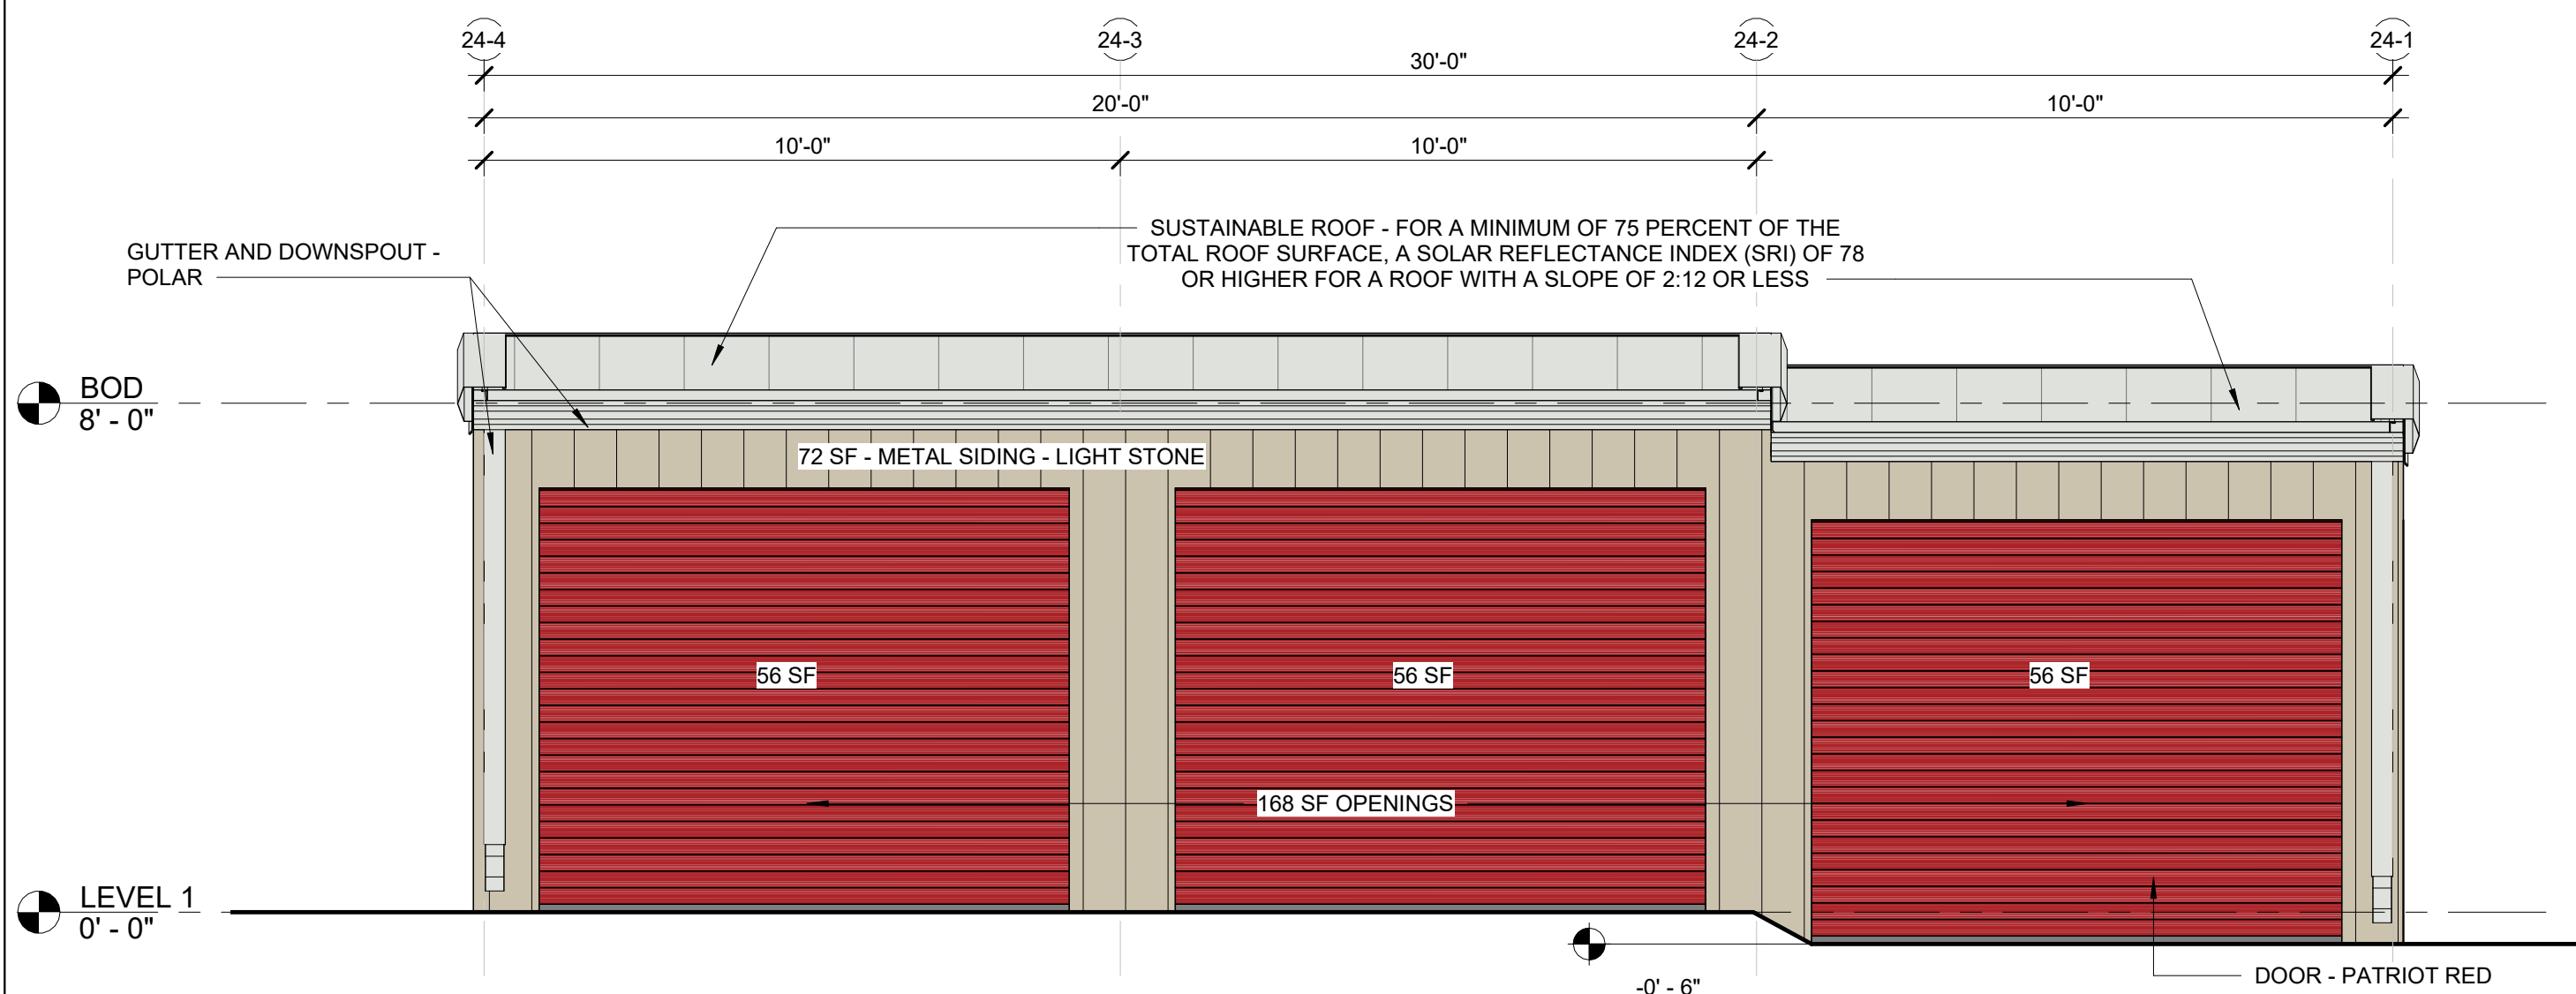 24-4
24-3
24-2
24-1
30'-0"
20'-0"
10'-0"
10'-0"
10'-0"
GUTTER AND DOWNSPOUT -
POLAR
SUSTAINABLE ROOF - FOR A MINIMUM OF 75 PERCENT OF THE
TOTAL ROOF SURFACE, A SOLAR REFLECTANCE INDEX (SRI) OF 78
OR HIGHER FOR A ROOF WITH A SLOPE OF 2:12 OR LESS
BOD
8' - 0"
72 SF - METAL SIDING - LIGHT STONE
56 SF
56 SF
56 SF
168 SF OPENINGS
LEVEL 1
0' - 0"
-0' - 6"
DOOR - PATRIOT RED